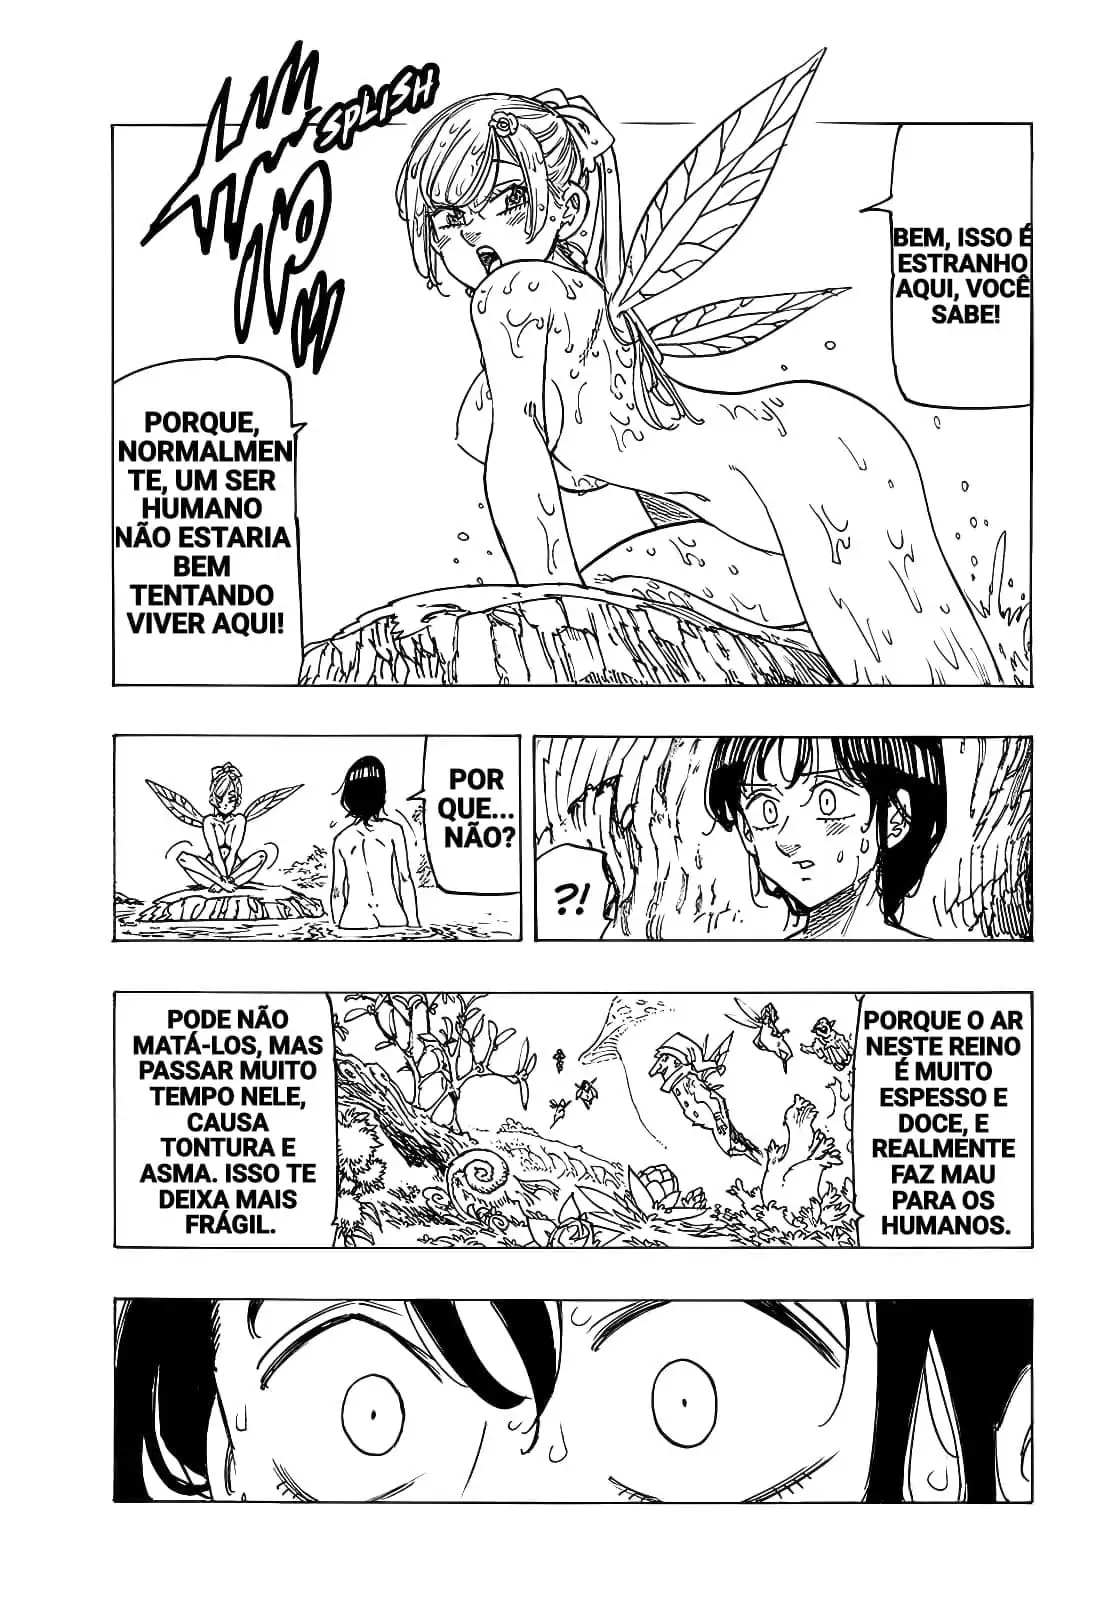 SPLISH
BEM, ISSO É
ESTRANHO
AQUI, VOCÊ
SABE!
PORQUE,
NORMALMEN
TE, UM SER
HUMANO
NÃO ESTARIA
BEM
TENTANDO
VIVER AQUI!
?!
POR
QUE...
NÃO?
PORQUE O AR
NESTE REINO
É MUITO
ESPESSO E
DOCE, E
REALMENTE
FAZ MAU
PARA OS
HUMANOS.
PODE NÃO
MATÁ-LOS, MAS
PASSAR MUITO
TEMPO NELE,
CAUSA
TONTURA E
ASMA. ISSO TE
DEIXA MAIS
FRÁGIL.